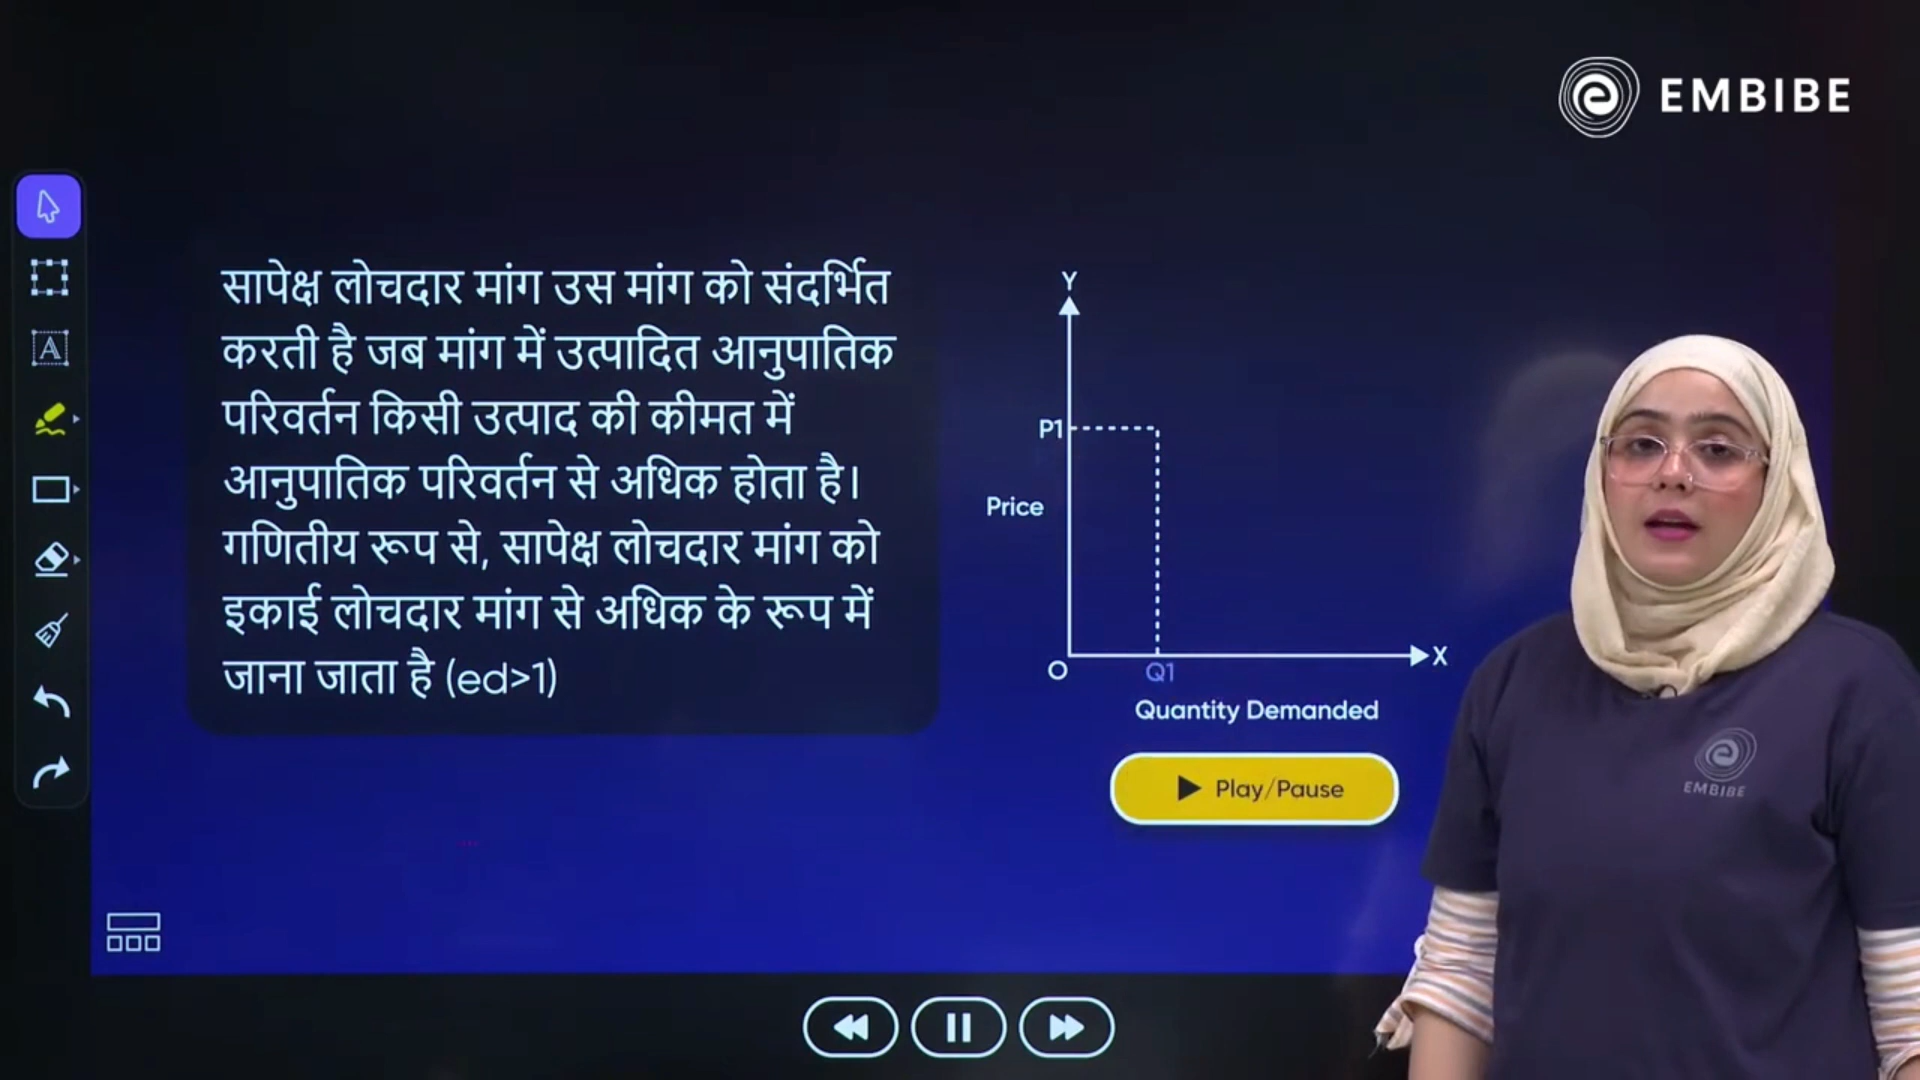 EMBIBE
सापेक्ष लोचदार मांग उस मांग को संदर्भित
करती है जब मांग में उत्पादित आनुपातिक
परिवर्तन किसी उत्पाद की कीमत में
आनुपातिक परिवर्तन से अधिक होता है।
गणितीय रूप से, सापेक्ष लोचदार मांग को
इकाई लोचदार मांग से अधिक के रूप में
जाना जाता है (ed>1)
Y
P1
Price
O
Q1
X
Quantity Demanded
Play/Pause
A
EMBIBE